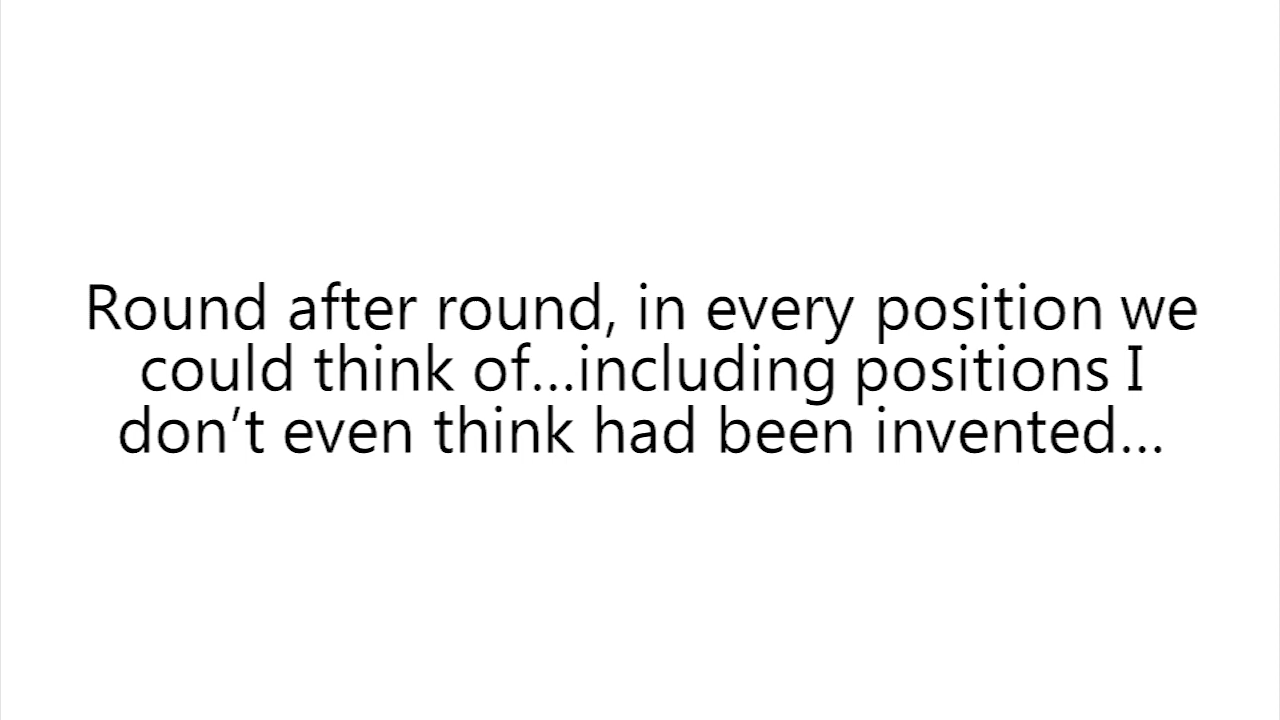 Round after round, in every position we
could think of...including positions I
don’t even think had been invented...